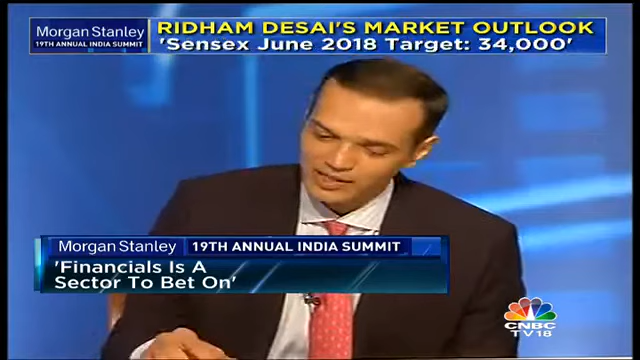 Morgan Stanley
19TH ANNUAL INDIA SUMMIT
RIDHAM DESAI'S MARKET OUTLOOK
'Sensex June 2018 Target: 34,000'
Morgan Stanley 19TH ANNUAL INDIA SUMMIT
'Financials Is A
Sector To Bet On'
CNBC
TV18